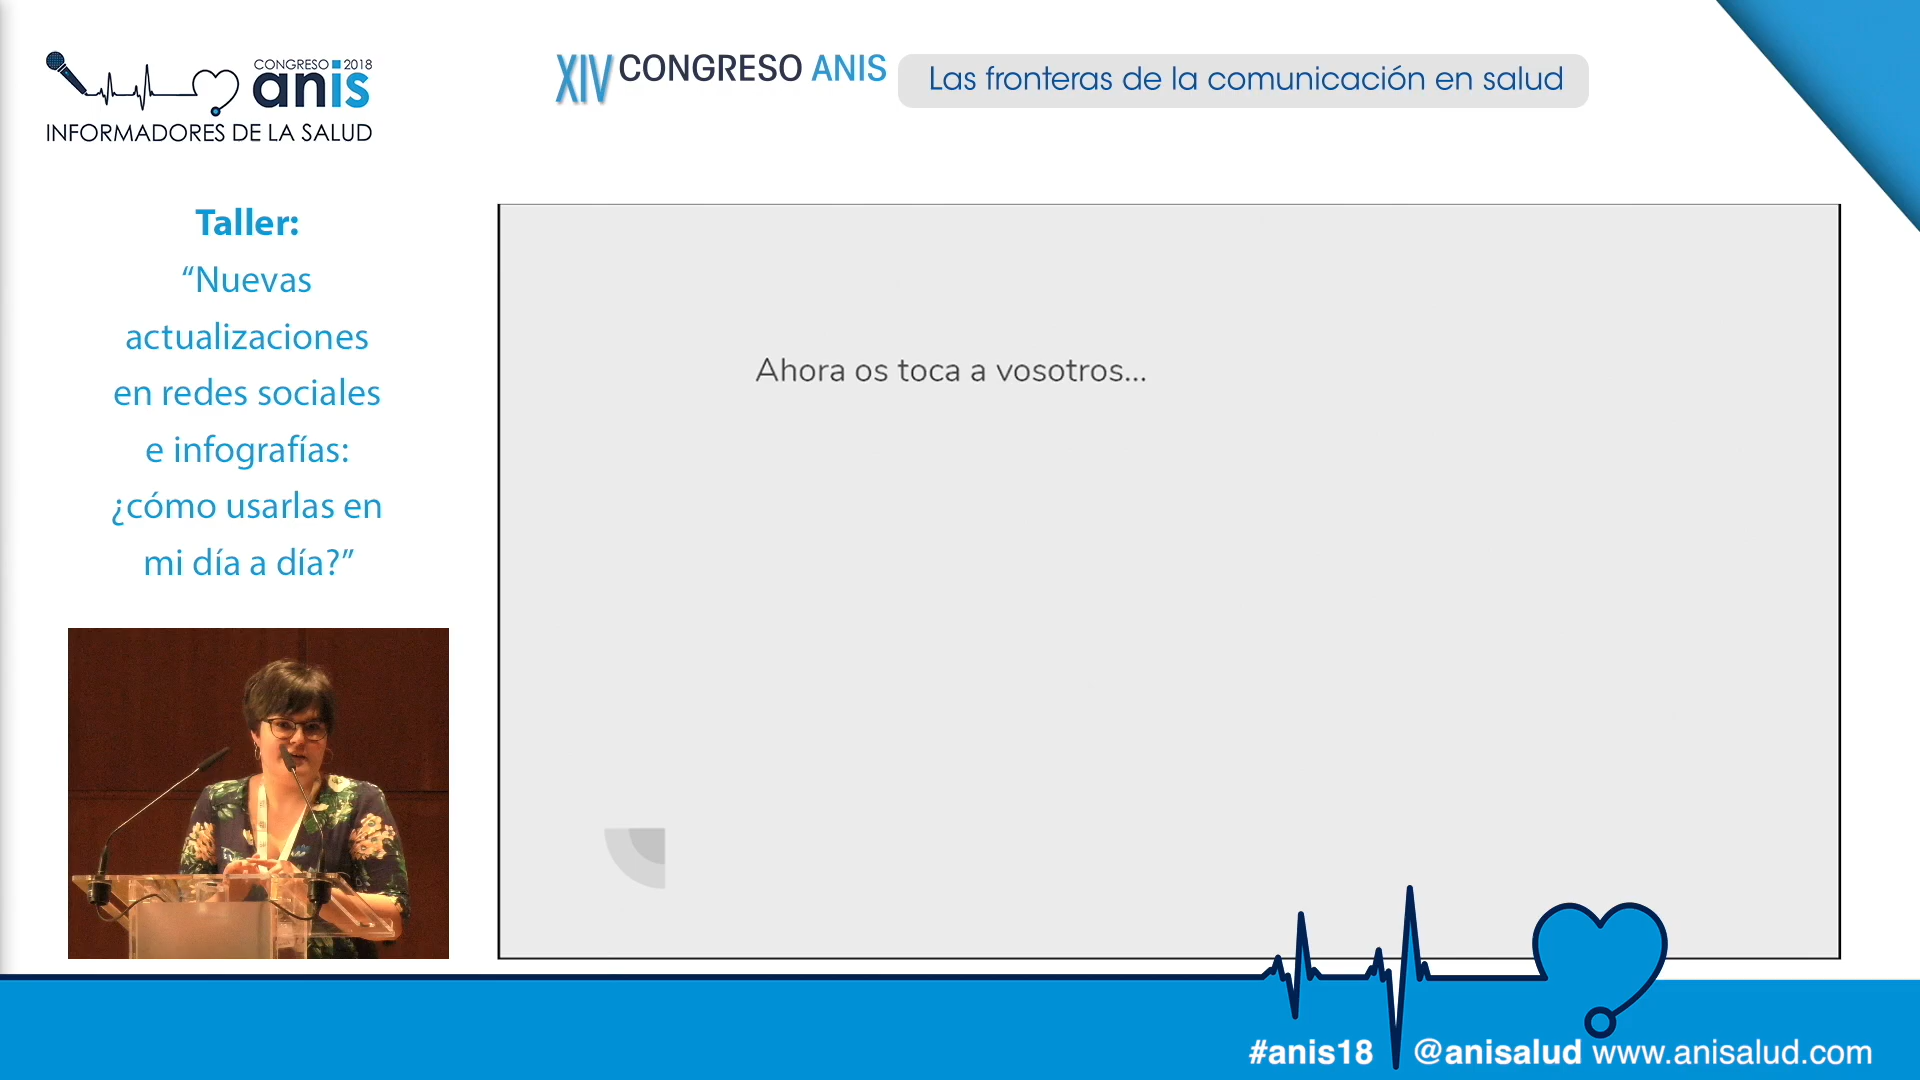 CONGRESO 2018
anis
INFORMADORES DE LA SALUD
XIV CONGRESO ANIS
Las fronteras de la comunicación en salud
Taller:
“Nuevas
actualizaciones
en redes sociales
e infografías:
¿cómo usarlas en
mi día a día?”
Ahora os toca a vosotros...
#anis18 @anisalud www.anisalud.com